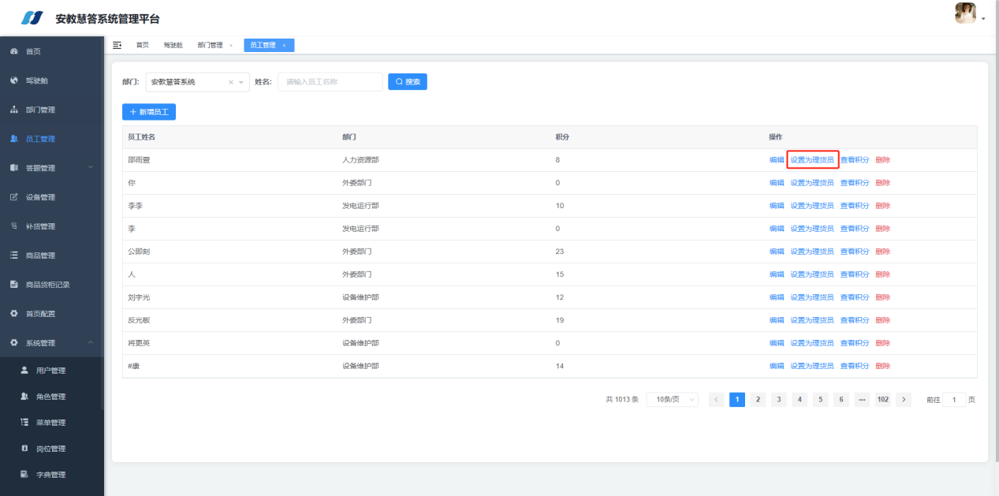 安教慧答系统管理平台
首页 驾驶舱 部门管理 × 员工管理 ×
首页
驾驶舱
部门管理
员工管理
答题管理
设备管理
补货管理
商品管理
商品货柜记录
首页配置
系统管理
用户管理
角色管理
菜单管理
岗位管理
字典管理
部门: 安教慧答系统 × 姓名: 请输入员工名称 搜索
+ 新增员工
员工姓名 部门 积分 操作
邵雨萱 人力资源部 8 编辑 设置为理货员 查看积分 删除
你 外委部门 0 编辑 设置为理货员 查看积分 删除
李李 发电运行部 10 编辑 设置为理货员 查看积分 删除
李 发电运行部 0 编辑 设置为理货员 查看积分 删除
公即刻 外委部门 23 编辑 设置为理货员 查看积分 删除
人 外委部门 15 编辑 设置为理货员 查看积分 删除
刘宇光 设备维护部 12 编辑 设置为理货员 查看积分 删除
反光板 外委部门 19 编辑 设置为理货员 查看积分 删除
将更英 设备维护部 0 编辑 设置为理货员 查看积分 删除
#康 设备维护部 14 编辑 设置为理货员 查看积分 删除
共 1013 条 10条/页 < 1 2 3 4 5 6 ••• 102 > 前往 1 页